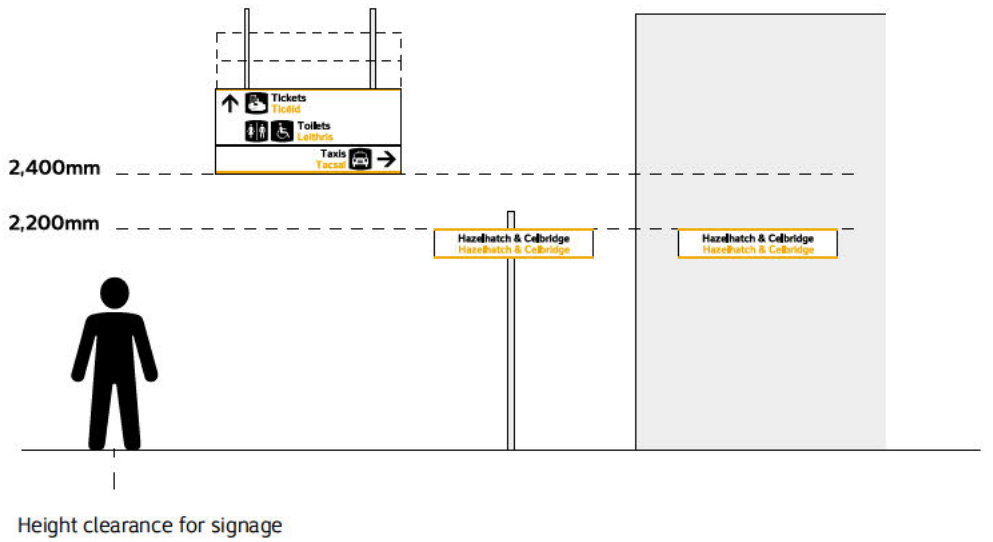 Tickets
Ticéid
Toilets
Leithris
Taxis
Tacsaí
2,400mm
2,200mm
Hazelhatch & Celbridge
Hazelhatch & Celbridge
Hazelhatch & Celbridge
Hazelhatch & Celbridge
Height clearance for signage